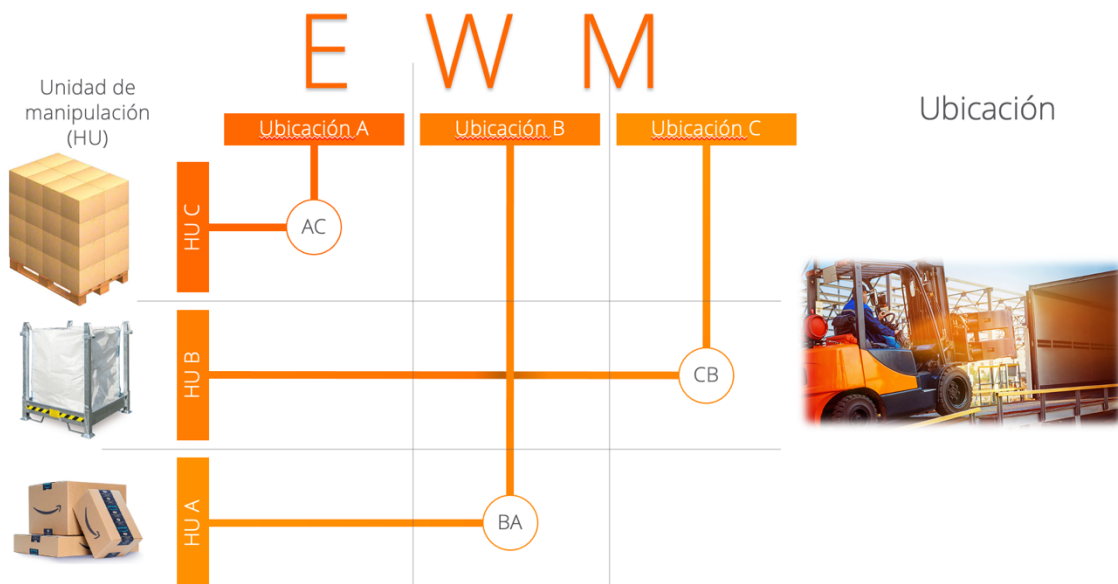 E W M
Unidad de
manipulación
(HU)
Ubicación
Ubicación A
Ubicación B
Ubicación C
HU C
AC
HU B
CB
HU A
BA